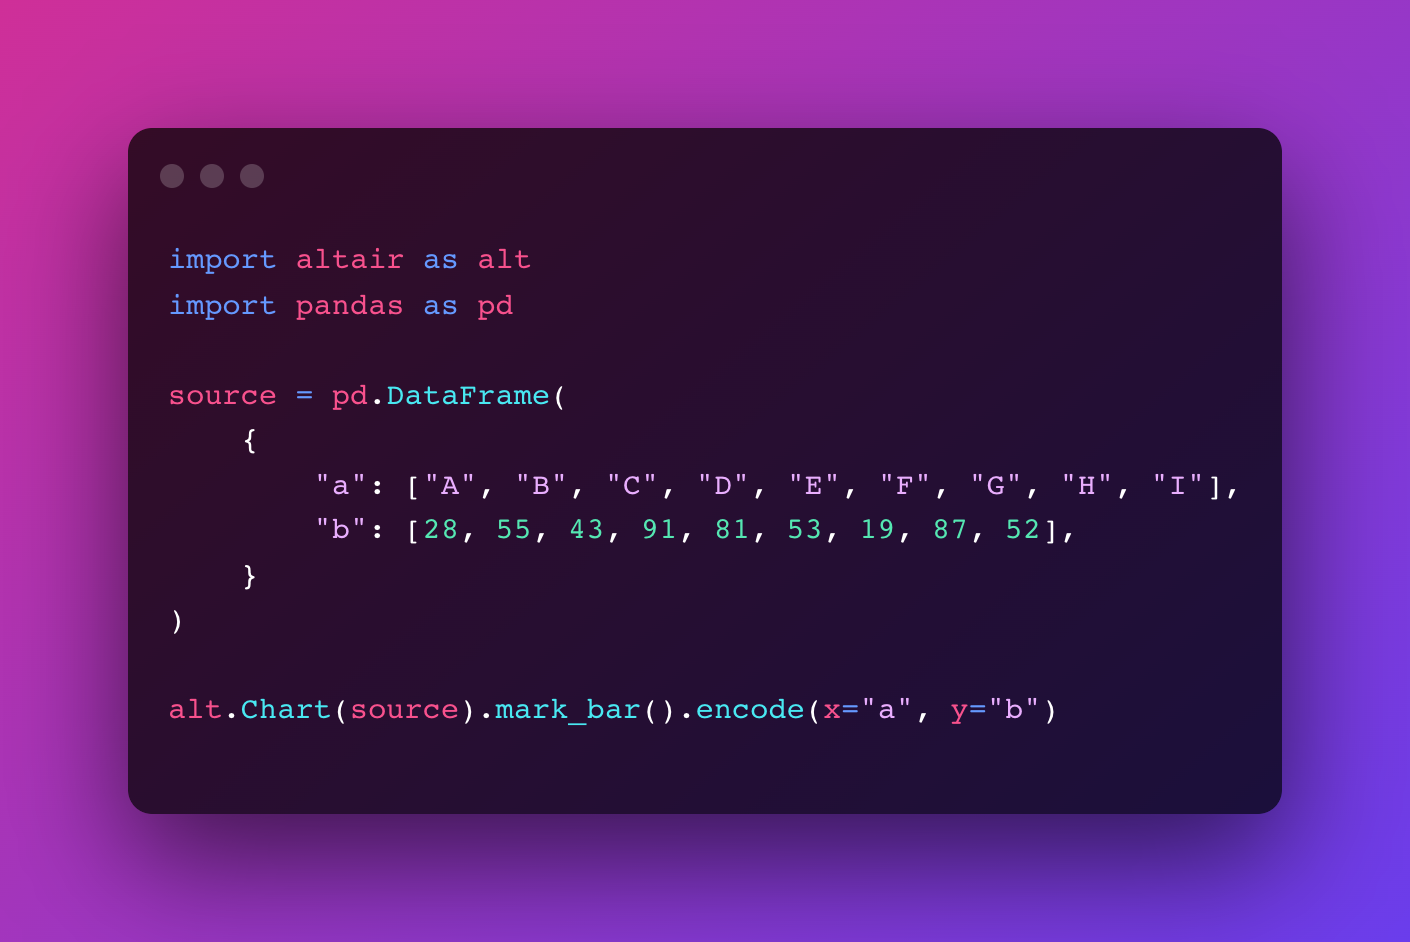 import altair as alt
import pandas as pd

source = pd.DataFrame(
    {
        "a": ["A", "B", "C", "D", "E", "F", "G", "H", "I"],
        "b": [28, 55, 43, 91, 81, 53, 19, 87, 52],
    }
)

alt.Chart(source).mark_bar().encode(x="a", y="b")